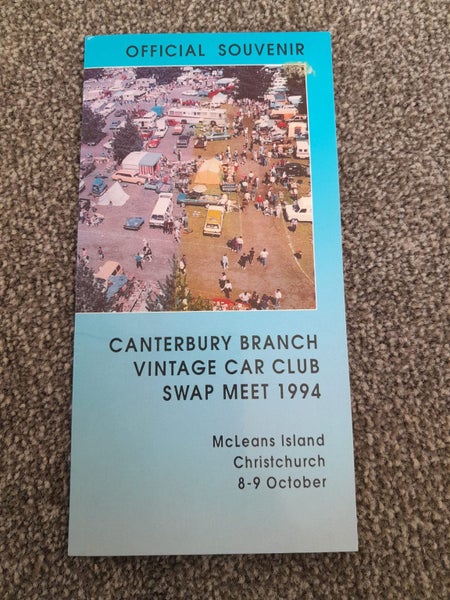 OFFICIAL SOUVENIR
CANTERBURY BRANCH
VINTAGE CAR CLUB
SWAP MEET 1994
McLeans Island
Christchurch
8-9 October